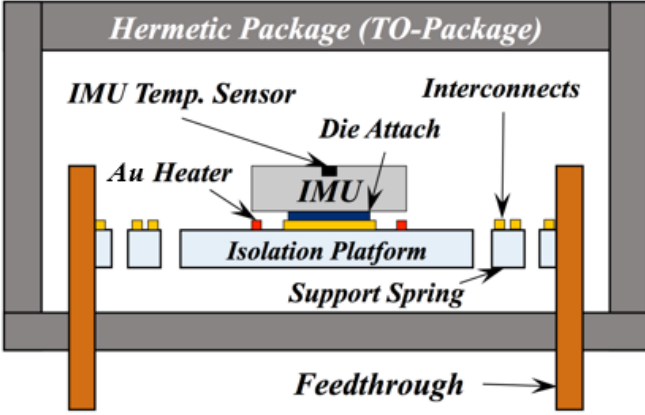 Hermetic Package (TO-Package)
IMU Temp. Sensor
Interconnects
Die Attach
Au Heater
IMU
Isolation Platform
Support Spring
Feedthrough